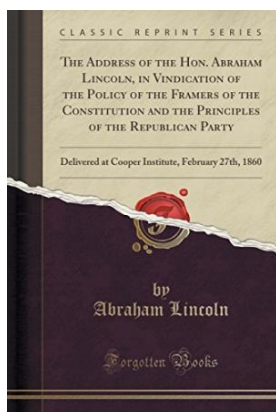 CLASSIC REPRINT SERIES
The Address of the Hon. Abraham
Lincoln, in Vindication of
the Policy of the Framers of the
Constitution and the Principles
of the Republican Party
Delivered at Cooper Institute, February 27th, 1860
by
Abraham Lincoln
Forgotten Books